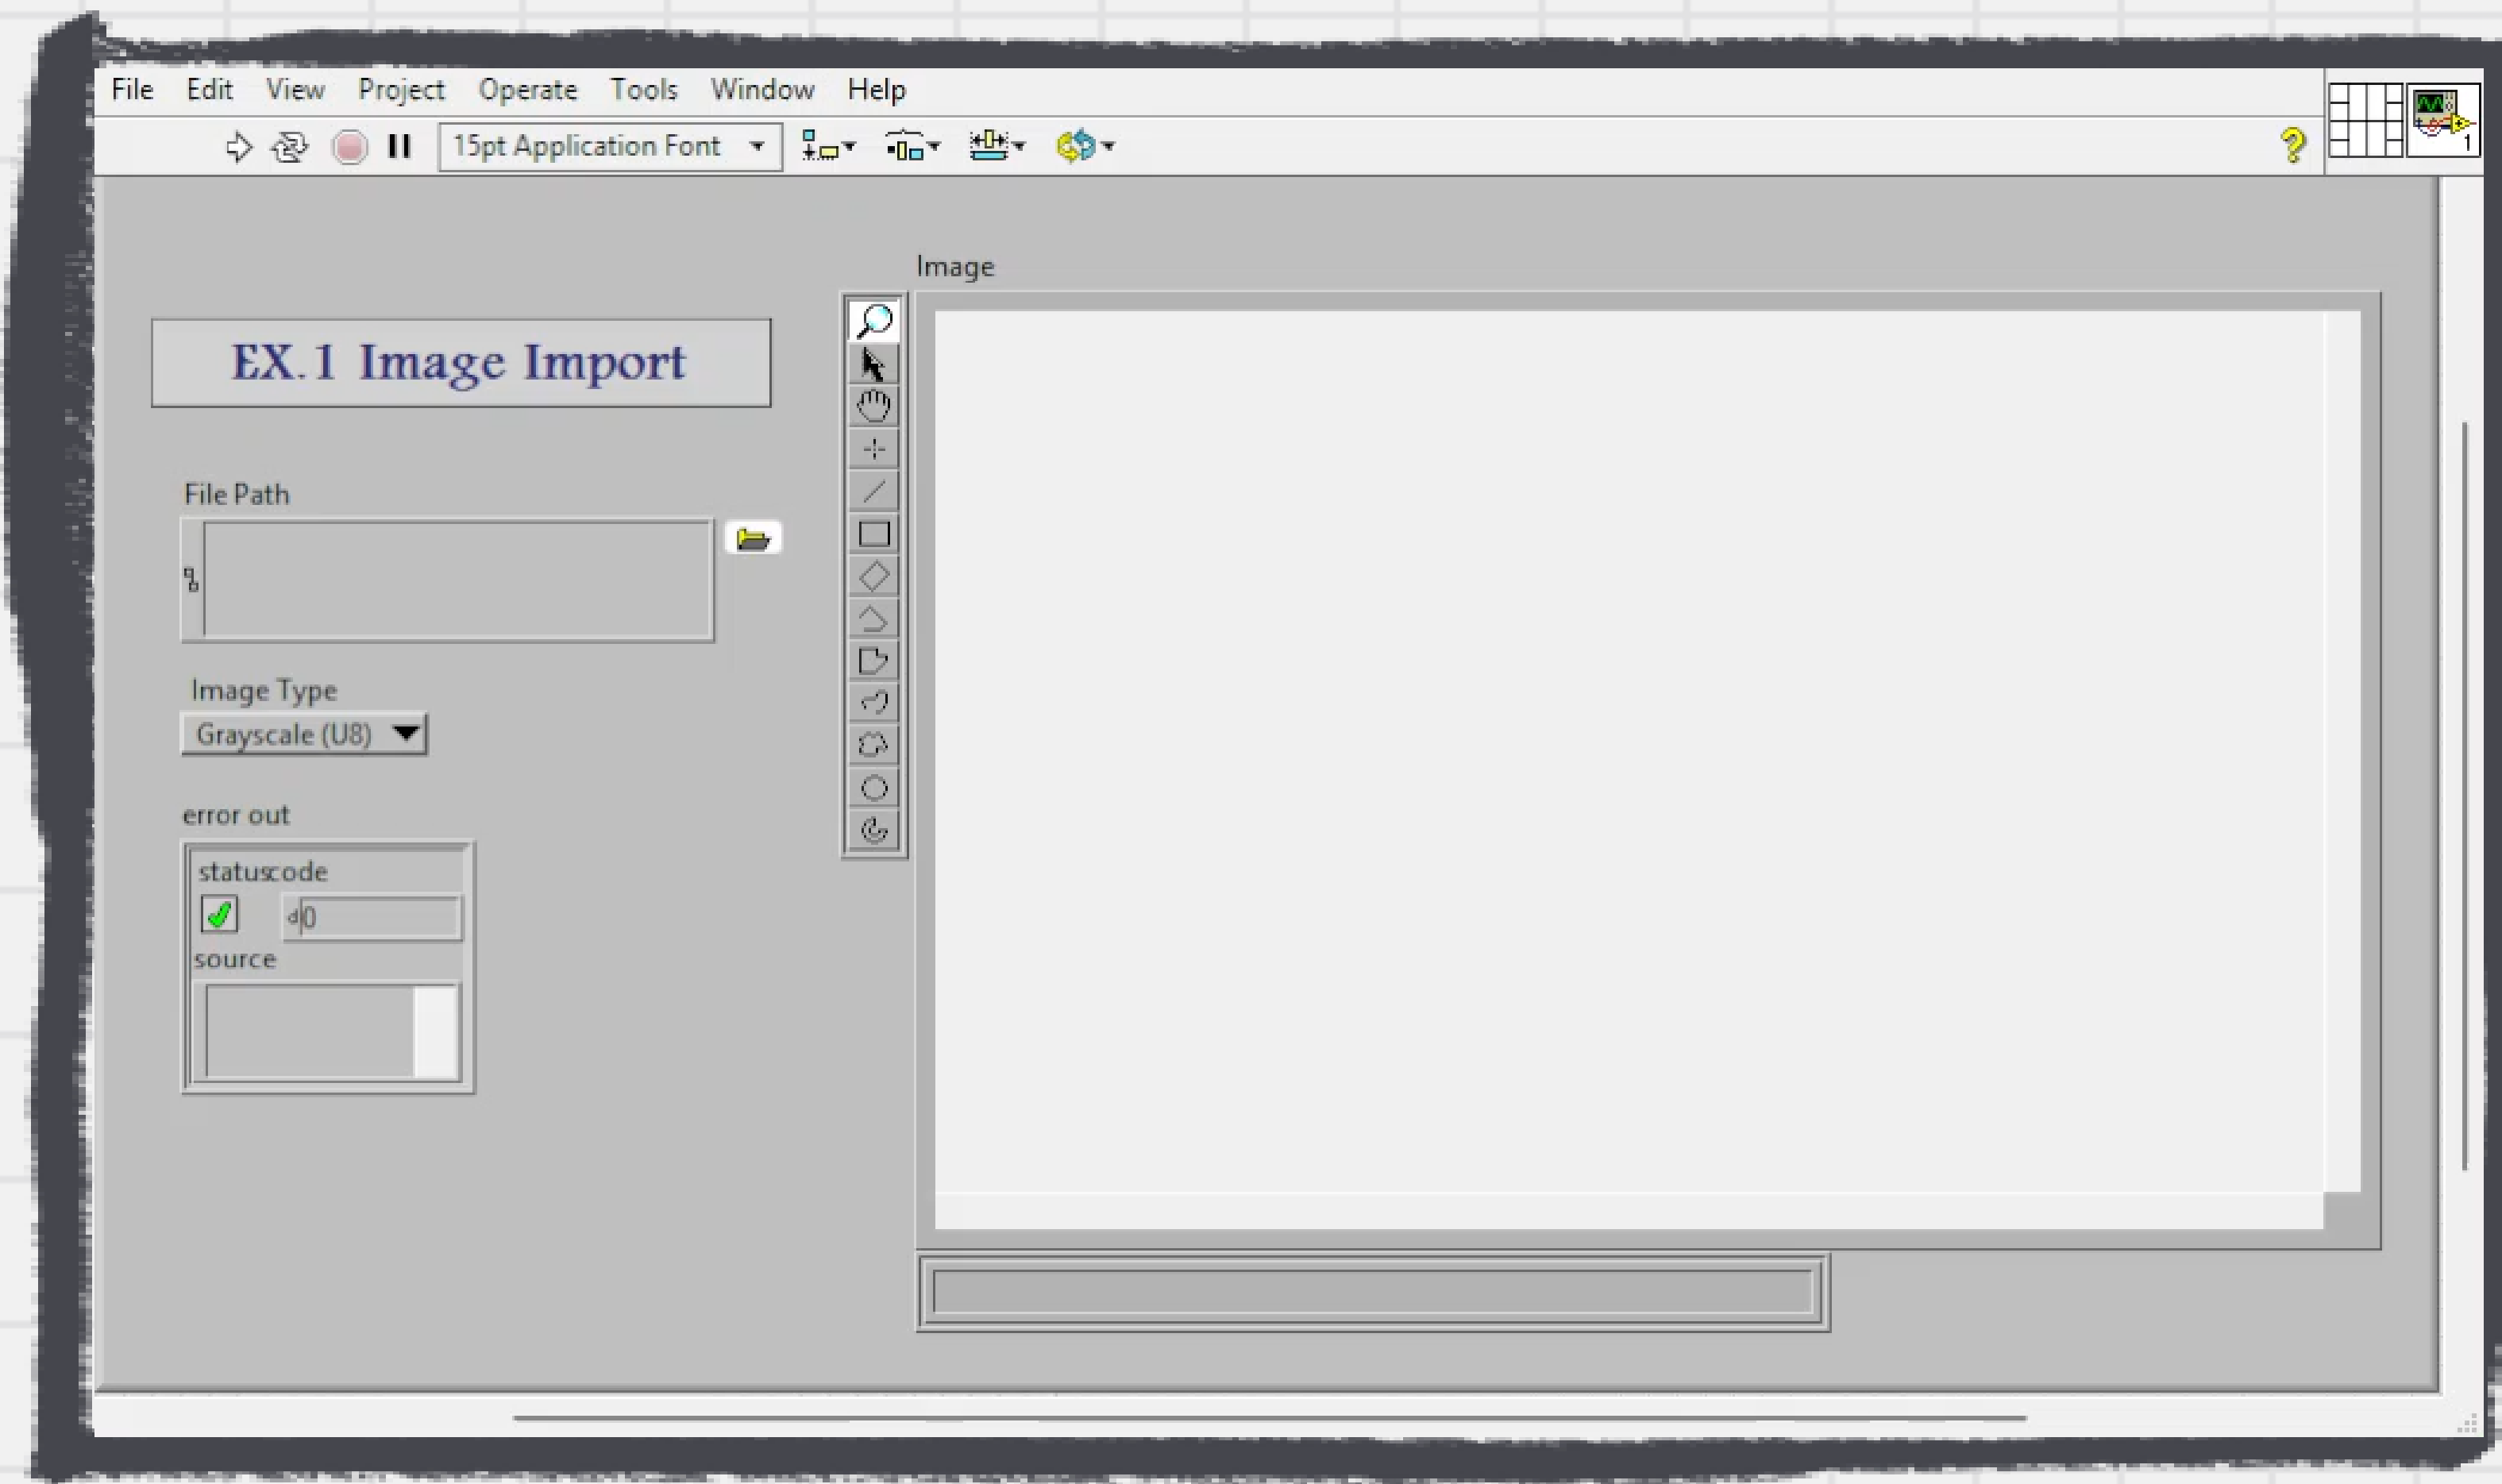 File Edit View Project Operate Tools Window Help
15pt Application Font
?
1
Image
EX.1 Image Import
File Path
Image Type
Grayscale (U8)
error out
status code
0
source